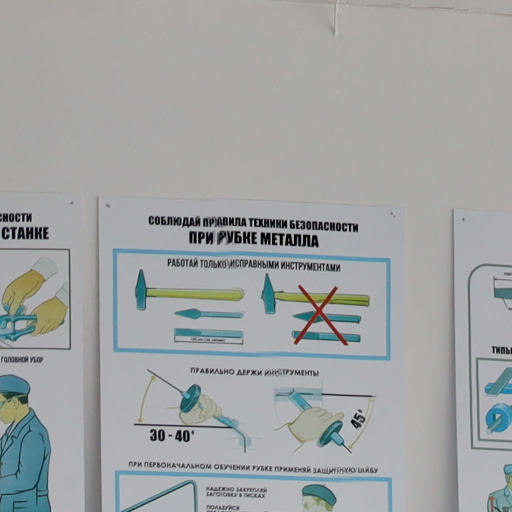 СНОСТИ
СТАНКЕ
ГОЛОВНОЙ УБОР
СОБЛЮДАЙ ПРАВИЛА ТЕХНИКИ БЕЗОПАСНОСТИ
ПРИ РУБКЕ МЕТАЛЛА
РАБОТАЙ ТОЛЬКО ИСПРАВНЫМИ ИНСТРУМЕНТАМИ
ПРАВИЛЬНО ДЕРЖИ ИНСТРУМЕНТЫ
30 - 40°
45°
ПРИ ПЕРВОНАЧАЛЬНОМ ОБУЧЕНИИ РУБКЕ ПРИМЕНЯЙ ЗАЩИТНУЮ ШАЙБУ
НАДЕЖНО ЗАКРЕПЛЯЙ
ЗАГОТОВКУ В ТИСКАХ
ПОЛЬЗУЙСЯ
ТИПЫ